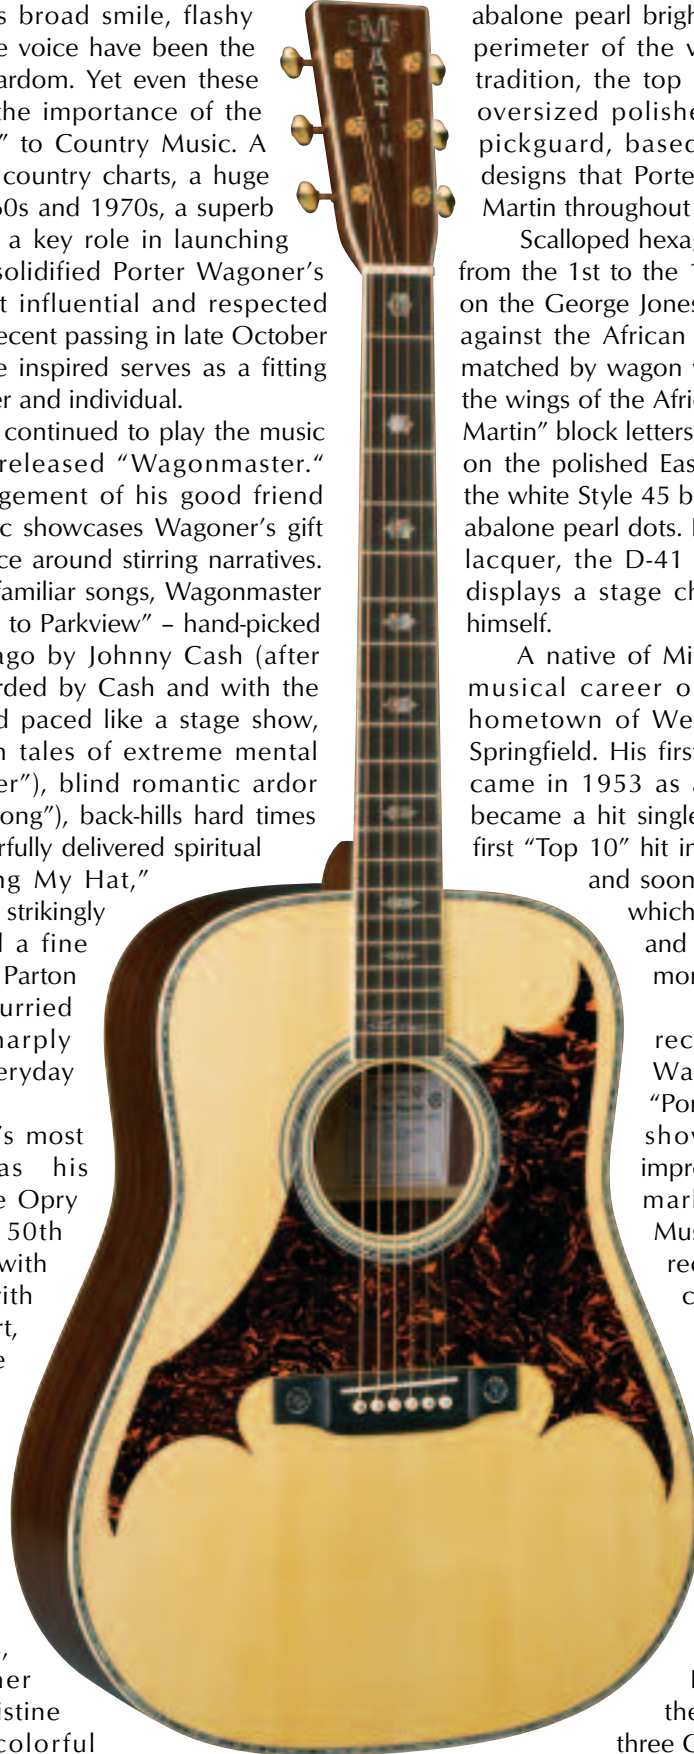 s broad smile, flashy
e voice have been the
ardom. Yet even these
the importance of the
” to Country Music. A
country charts, a huge
60s and 1970s, a superb
a key role in launching
solidified Porter Wagoner’s
t influential and respected
ecent passing in late October
e inspired serves as a fitting
er and individual.
continued to play the music
released “Wagonmaster.“
gement of his good friend
c showcases Wagoner’s gift
ce around stirring narratives.
familiar songs, Wagonmaster
to Parkview” – hand-picked
ago by Johnny Cash (after
rded by Cash and with the
d paced like a stage show,
n tales of extreme mental
er”), blind romantic ardor
ong”), back-hills hard times
rfully delivered spiritual
ng My Hat,”
strikingly
l a fine
Parton
urried
harply
eryday
’s most
as his
e Opry
50th
with
ith
rt,
e
,
her
istine
colorful
CMF
MARTIN
abalone pearl brigh
perimeter of the v
tradition, the top
oversized polishe
pickguard, based
designs that Porte
Martin throughout
Scalloped hexag
from the 1st to the 1
on the George Jones
against the African
matched by wagon
the wings of the Afric
Martin” block letters
on the polished Eas
the white Style 45 b
abalone pearl dots.
lacquer, the D-41
displays a stage ch
himself.
A native of Mi
musical career o
hometown of We
Springfield. His first
came in 1953 as a
became a hit single
first “Top 10” hit in
and soon
which
and
mor
rec
Wa
“Por
show
impre
mark
Mus
rec
c
the
three C